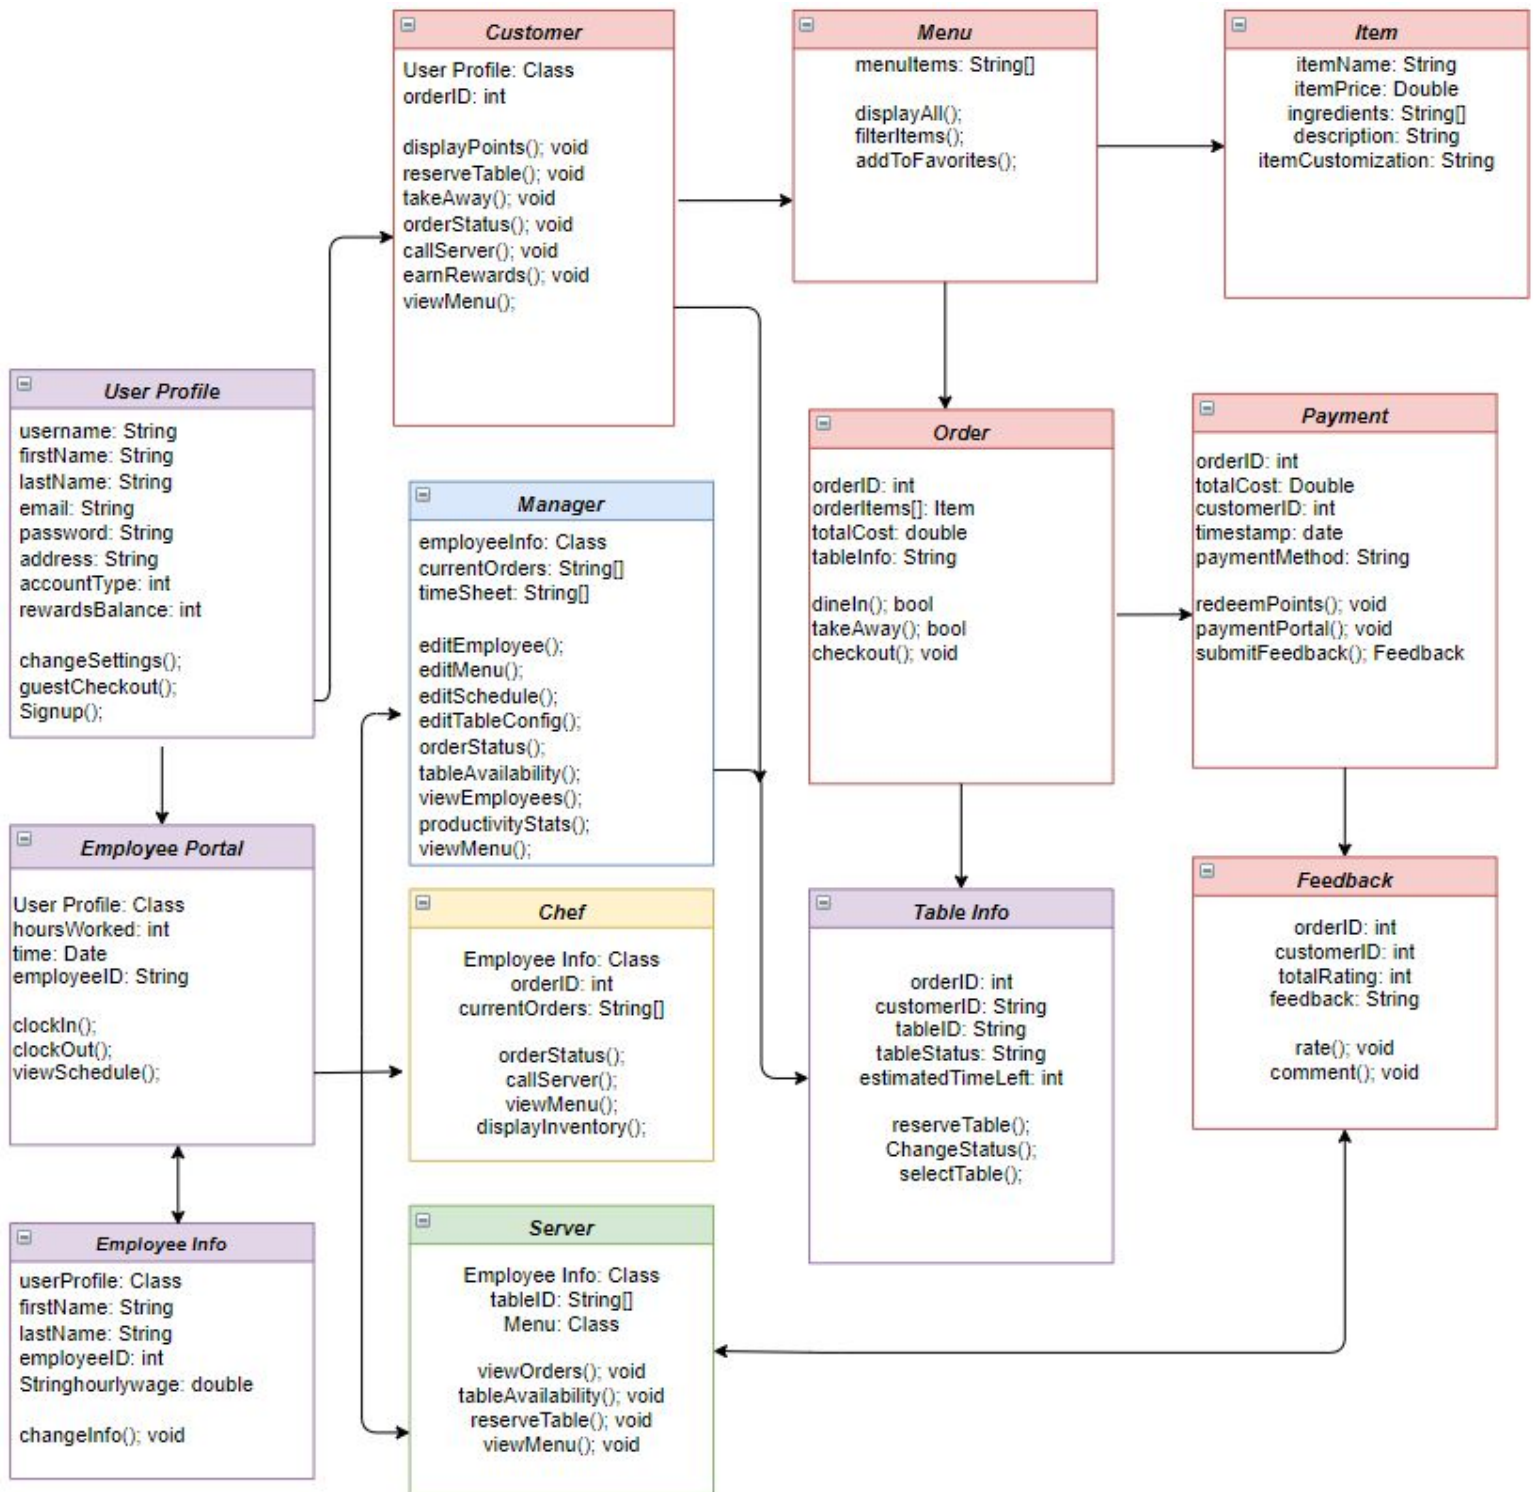 Customer
User Profile: Class
orderID: int
displayPoints(); void
reserveTable(); void
takeAway(); void
orderStatus(); void
callServer(); void
earnRewards(); void
viewMenu();
Menu
menuItems: String[]
displayAll();
filterItems();
addToFavorites();
Item
itemName: String
itemPrice: Double
ingredients: String[]
description: String
itemCustomization: String
User Profile
username: String
firstName: String
lastName: String
email: String
password: String
address: String
accountType: int
rewardsBalance: int
changeSettings();
guestCheckout();
Signup();
Manager
employeeInfo: Class
currentOrders: String[]
timeSheet: String[]
editEmployee();
editMenu();
editSchedule();
editTableConfig();
orderStatus();
tableAvailability();
viewEmployees();
productivityStats();
viewMenu();
Order
orderID: int
orderItems[]: Item
totalCost: double
tableInfo: String
dineIn(); bool
takeAway(); bool
checkout(); void
Payment
orderID: int
totalCost: Double
customerID: int
timestamp: date
paymentMethod: String
redeemPoints(); void
paymentPortal(); void
submitFeedback(); Feedback
Employee Portal
User Profile: Class
hoursWorked: int
time: Date
employeeID: String
clockIn();
clockOut();
viewSchedule();
Chef
Employee Info: Class
orderID: int
currentOrders: String[]
orderStatus();
callServer();
viewMenu();
displayInventory();
Table Info
orderID: int
customerID: String
tableID: String
tableStatus: String
estimatedTimeLeft: int
reserveTable();
ChangeStatus();
selectTable();
Feedback
orderID: int
customerID: int
totalRating: int
feedback: String
rate(); void
comment(); void
Employee Info
userProfile: Class
firstName: String
lastName: String
employeeID: int
Stringhourlywage: double
changeInfo(); void
Server
Employee Info: Class
tableID: String[]
Menu: Class
viewOrders(); void
tableAvailability(); void
reserveTable(); void
viewMenu(); void